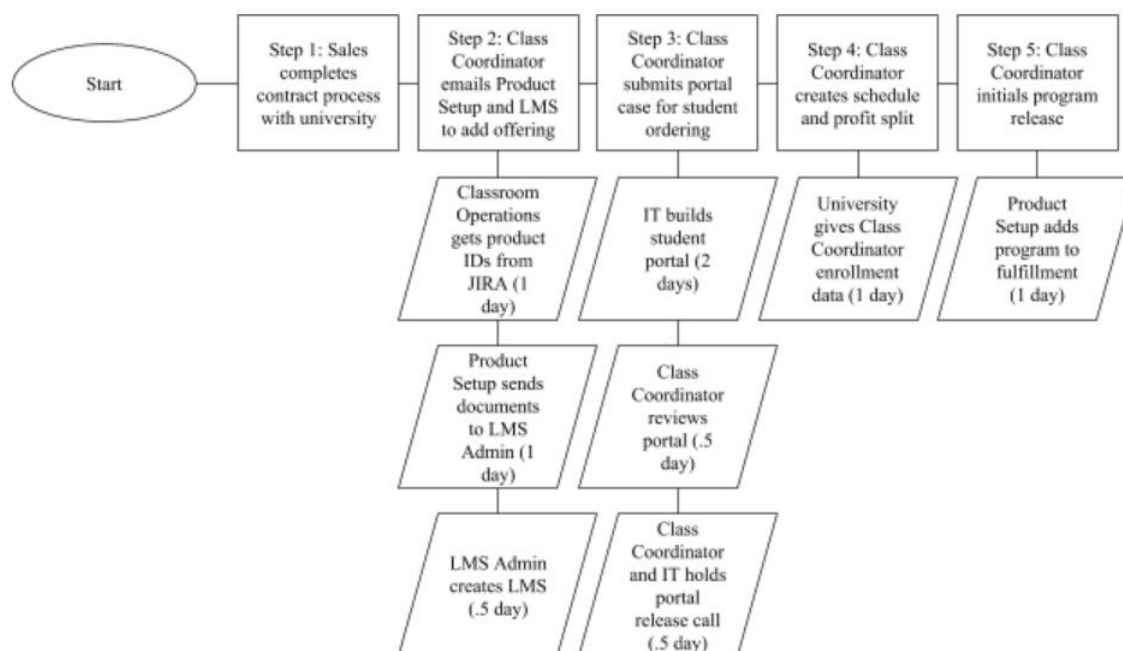 Start
Step 1: Sales
completes
contract process
with university
Step 2: Class
Coordinator
emails Product
Setup and LMS
to add offering
Step 3: Class
Coordinator
submits portal
case for student
ordering
Step 4: Class
Coordinator
creates schedule
and profit split
Step 5: Class
Coordinator
initials program
release
Classroom
Operations
gets product
IDs from
JIRA (1
day)
IT builds
student
portal (2
days)
University
gives Class
Coordinator
enrollment
data (1 day)
Product
Setup adds
program to
fulfillment
(1 day)
Product
Setup sends
documents
to LMS
Admin (1
day)
Class
Coordinator
reviews
portal (.5
day)
LMS Admin
creates LMS
(.5 day)
Class
Coordinator
and IT holds
portal
release call
(.5 day)